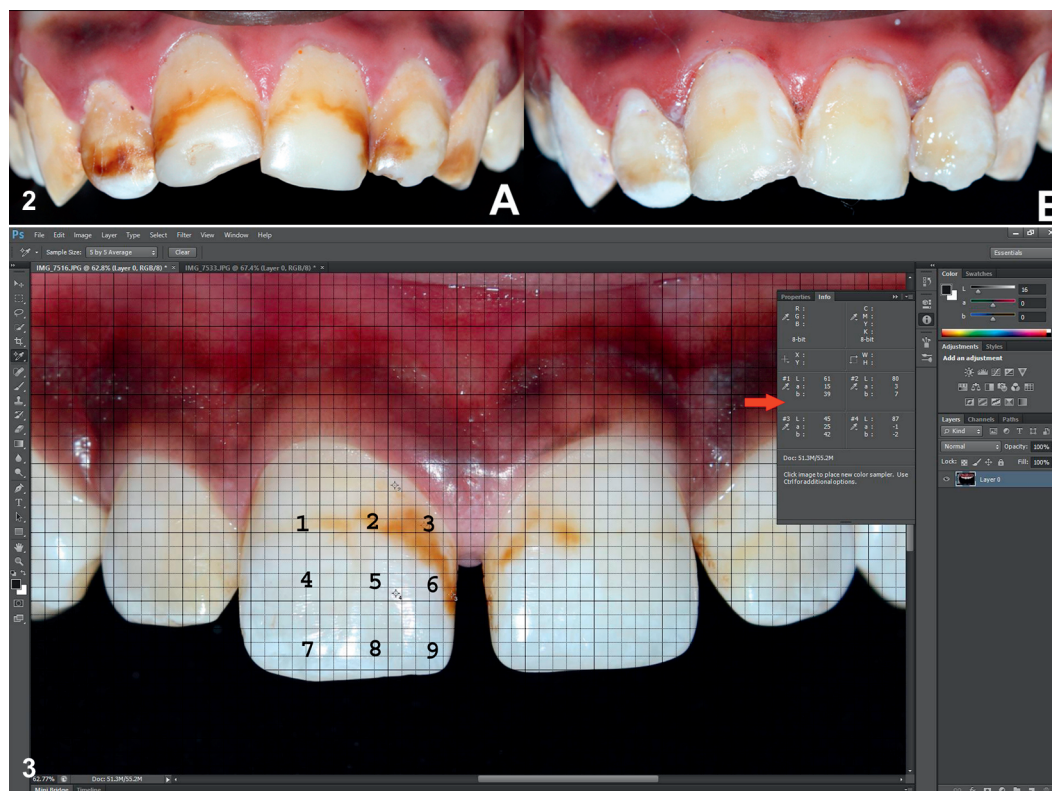 2
A
B
Ps File Edit Image Layer Type Select Filter View Window Help
Sample Size: 5 by 5 Average Clear
Essentials
IMG_7516.JPG @ 62.8% (Layer 0, RGB/8) * × IMG_7533.JPG @ 67.4% (Layer 0, RGB/8) * ×
Color Swatches
L 16
a 0
b 0
Properties Info
R : C :
G : M :
B : Y :
K :
8-bit 8-bit
X : W :
Y : H :
#1 L : 61 #2 L : 80
a : 15 a : 3
b : 39 b : 7
#3 L : 45 #4 L : 87
a : 25 a : -1
b : 42 b : -2
Doc: 51.3M/55.2M
Click image to place new color sampler. Use
Ctrl for additional options.
Adjustments Styles
Add an adjustment
Layers Channels Paths
Kind
Normal Opacity: 100%
Lock: Fill: 100%
Layer 0
1 2 3
4 5 6
7 8 9
3
62.77% Doc: 51.3M/55.2M
Mini Bridge Timeline